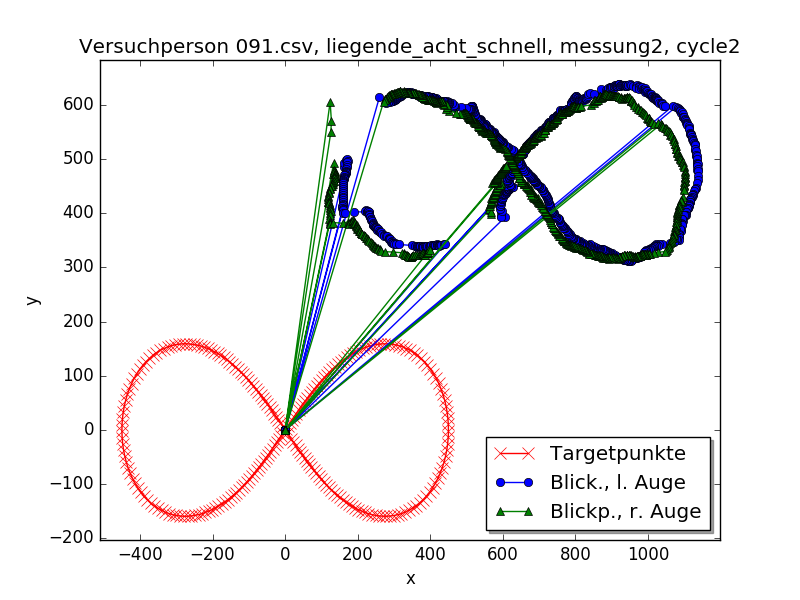 Versuchperson 091.csv, liegende_acht_schnell, messung2, cycle2
600
500
400
300
200
100
0
−100
−200
y
−400 −200 0 200 400 600 800 1000
x
Targetpunkte
Blick., l. Auge
Blickp., r. Auge